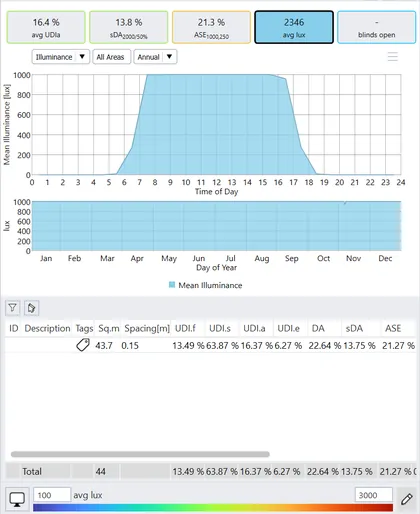 16.4 % 13.8 % 21.3 % 2346 -
avg UDIa sDA2000/50% ASE1000,250 avg lux blinds open
Illuminance ▼ All Areas Annual ▼
Mean Illuminance [lux]
1000
800
600
400
200
0
0 1 2 3 4 5 6 7 8 9 10 11 12 13 14 15 16 17 18 19 20 21 22 23 24
Time of Day
lux
1000
800
600
400
200
0
Jan Feb Mar Apr May Jun Jul Aug Sep Oct Nov Dec
Day of Year
Mean Illuminance
ID Description Tags Sq.m Spacing[m] UDI.f UDI.s UDI.a UDI.e DA sDA ASE
43.7 0.15 13.49 % 63.87 % 16.37 % 6.27 % 22.64 % 13.75 % 21.27 %
Total 44 13.49 % 63.87 % 16.37 % 6.27 % 22.64 % 13.75 % 21.27 %
100 avg lux 3000